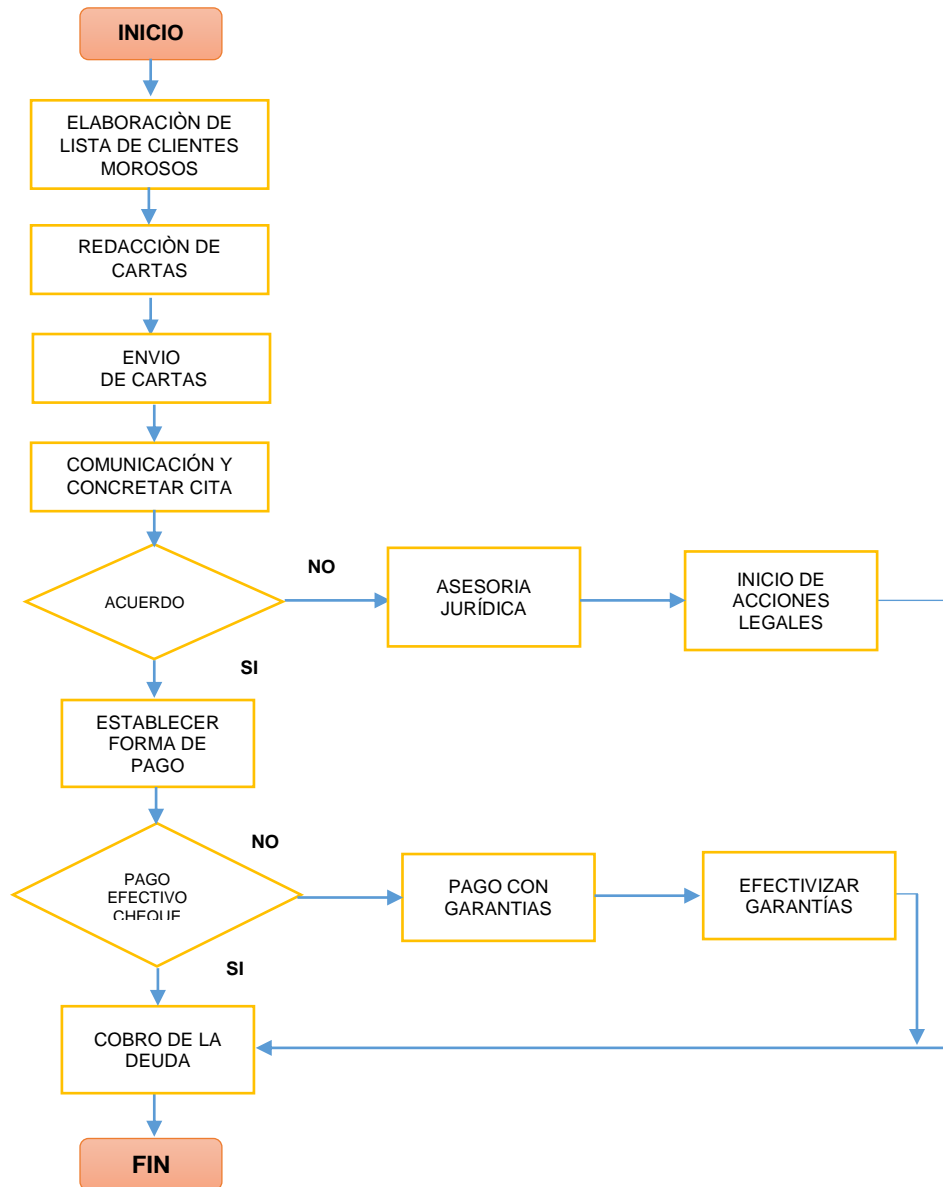 INICIO
ELABORACIÒN DE
LISTA DE CLIENTES
MOROSOS
REDACCIÒN DE
CARTAS
ENVIO
DE CARTAS
COMUNICACIÓN Y
CONCRETAR CITA
ACUERDO
NO
ASESORIA
JURÍDICA
INICIO DE
ACCIONES
LEGALES
SI
ESTABLECER
FORMA DE
PAGO
PAGO
EFECTIVO
CHEQUE
NO
PAGO CON
GARANTIAS
EFECTIVIZAR
GARANTÍAS
SI
COBRO DE LA
DEUDA
FIN